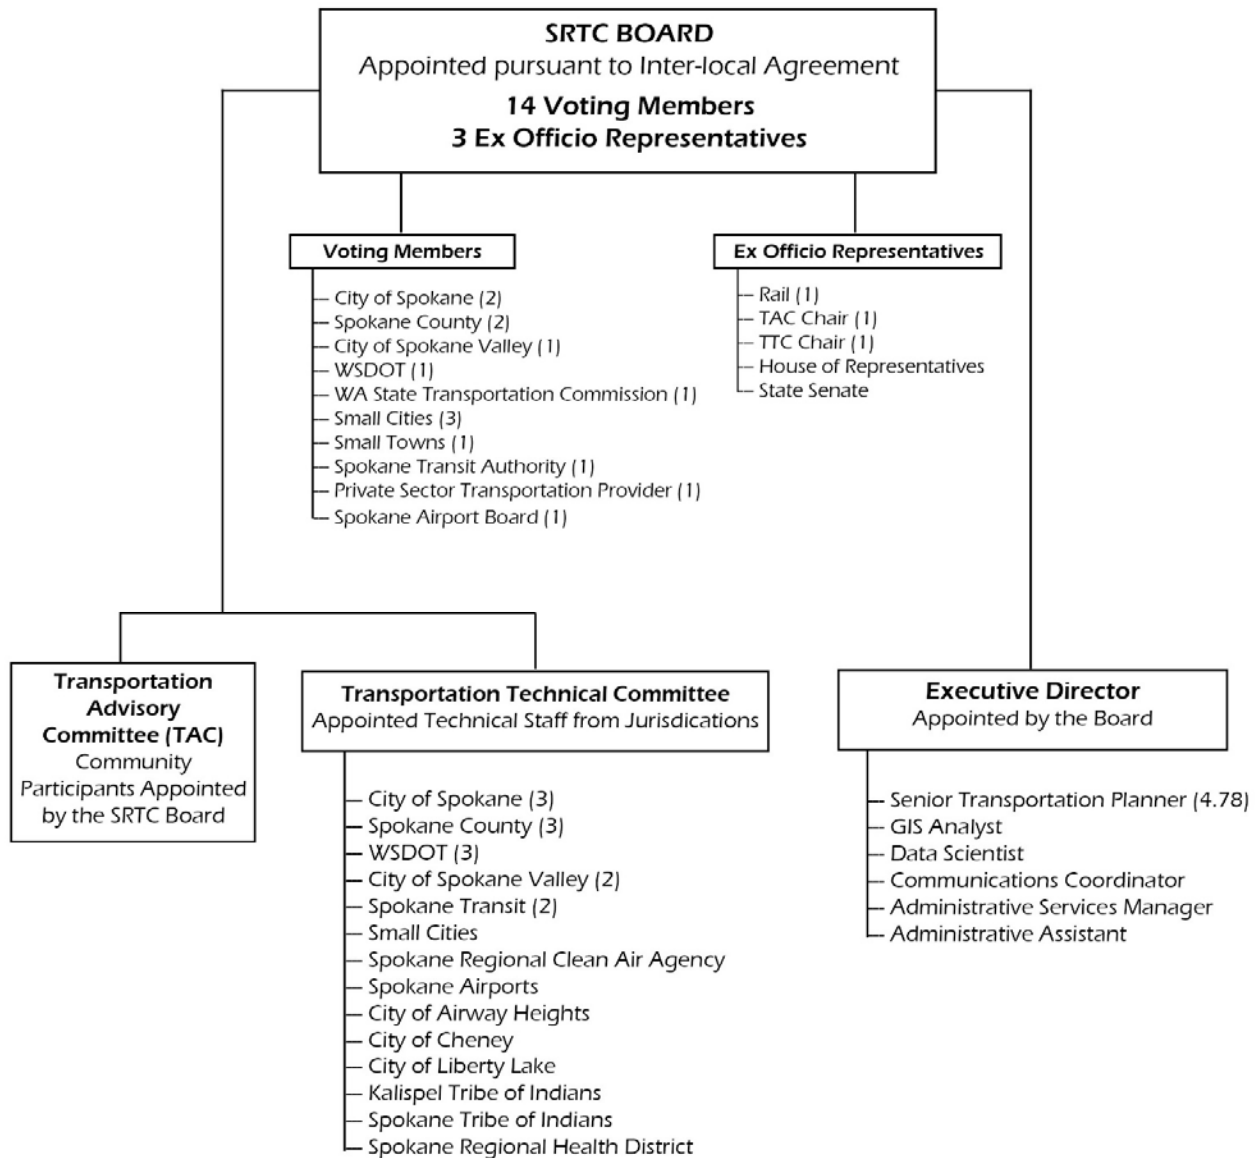 SRTC BOARD
Appointed pursuant to Inter-local Agreement
14 Voting Members
3 Ex Officio Representatives
Voting Members
City of Spokane (2)
Spokane County (2)
City of Spokane Valley (1)
WSDOT (1)
WA State Transportation Commission (1)
Small Cities (3)
Small Towns (1)
Spokane Transit Authority (1)
Private Sector Transportation Provider (1)
Spokane Airport Board (1)
Ex Officio Representatives
Rail (1)
TAC Chair (1)
TTC Chair (1)
House of Representatives
State Senate
Transportation
Advisory
Committee (TAC)
Community
Participants Appointed
by the SRTC Board
Transportation Technical Committee
Appointed Technical Staff from Jurisdications
City of Spokane (3)
Spokane County (3)
WSDOT (3)
City of Spokane Valley (2)
Spokane Transit (2)
Small Cities
Spokane Regional Clean Air Agency
Spokane Airports
City of Airway Heights
City of Cheney
City of Liberty Lake
Kalispel Tribe of Indians
Spokane Tribe of Indians
Spokane Regional Health District
Executive Director
Appointed by the Board
Senior Transportation Planner (4.78)
GIS Analyst
Data Scientist
Communications Coordinator
Administrative Services Manager
Administrative Assistant